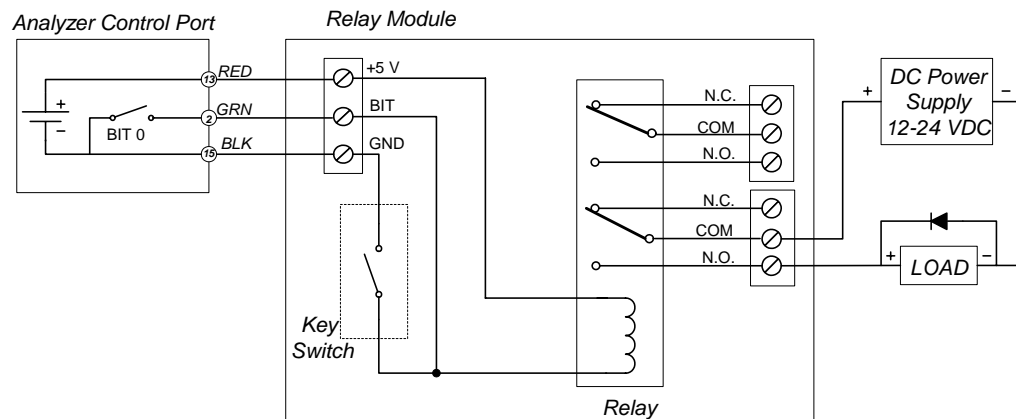 Analyzer Control Port
Relay Module
13
RED
+5 V
2
GRN
BIT
15
BLK
GND
+
−
BIT 0
Key
Switch
N.C.
COM
N.O.
N.C.
COM
N.O.
Relay
+
DC Power
Supply
12-24 VDC
−
+
LOAD
−